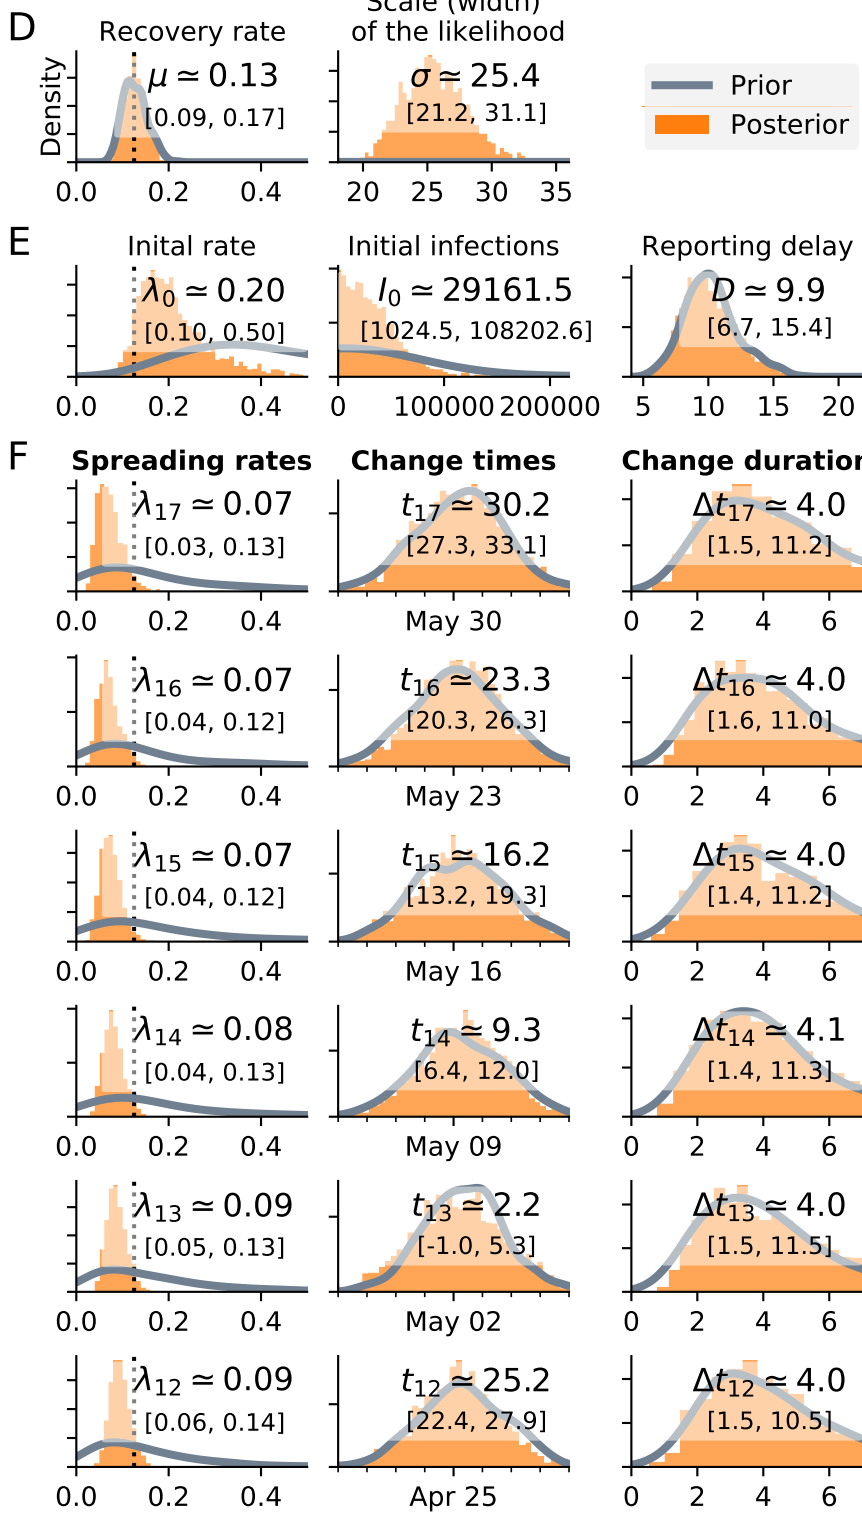 D
Recovery rate
Scale (width)
of the likelihood
Density
μ ≃ 0.13
[0.09, 0.17]
σ ≃ 25.4
[21.2, 31.1]
Prior
Posterior
0.0 0.2 0.4
20 25 30 35
E
Inital rate
Initial infections
Reporting delay
λ0 ≃ 0.20
[0.10, 0.50]
I0 ≃ 29161.5
[1024.5, 108202.6]
D ≃ 9.9
[6.7, 15.4]
0.0 0.2 0.4
0 100000 200000
5 10 15 20
F
Spreading rates
Change times
Change duration
λ17 ≃ 0.07
[0.03, 0.13]
t17 ≃ 30.2
[27.3, 33.1]
Δt17 ≃ 4.0
[1.5, 11.2]
0.0 0.2 0.4
May 30
0 2 4 6
λ16 ≃ 0.07
[0.04, 0.12]
t16 ≃ 23.3
[20.3, 26.3]
Δt16 ≃ 4.0
[1.6, 11.0]
0.0 0.2 0.4
May 23
0 2 4 6
λ15 ≃ 0.07
[0.04, 0.12]
t15 ≃ 16.2
[13.2, 19.3]
Δt15 ≃ 4.0
[1.4, 11.2]
0.0 0.2 0.4
May 16
0 2 4 6
λ14 ≃ 0.08
[0.04, 0.13]
t14 ≃ 9.3
[6.4, 12.0]
Δt14 ≃ 4.1
[1.4, 11.3]
0.0 0.2 0.4
May 09
0 2 4 6
λ13 ≃ 0.09
[0.05, 0.13]
t13 ≃ 2.2
[-1.0, 5.3]
Δt13 ≃ 4.0
[1.5, 11.5]
0.0 0.2 0.4
May 02
0 2 4 6
λ12 ≃ 0.09
[0.06, 0.14]
t12 ≃ 25.2
[22.4, 27.9]
Δt12 ≃ 4.0
[1.5, 10.5]
0.0 0.2 0.4
Apr 25
0 2 4 6